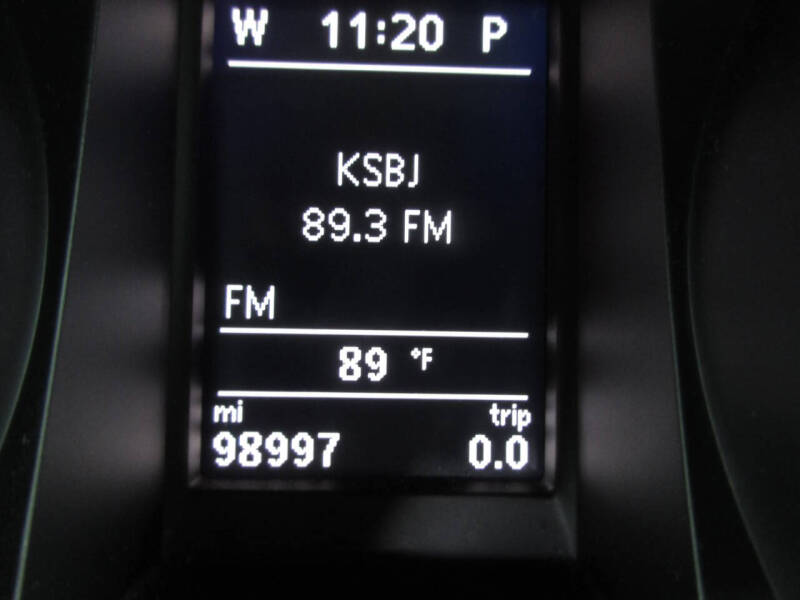 W 11:20 P
KSBJ
89.3 FM
FM
89 °F
mi trip
98997 0.0